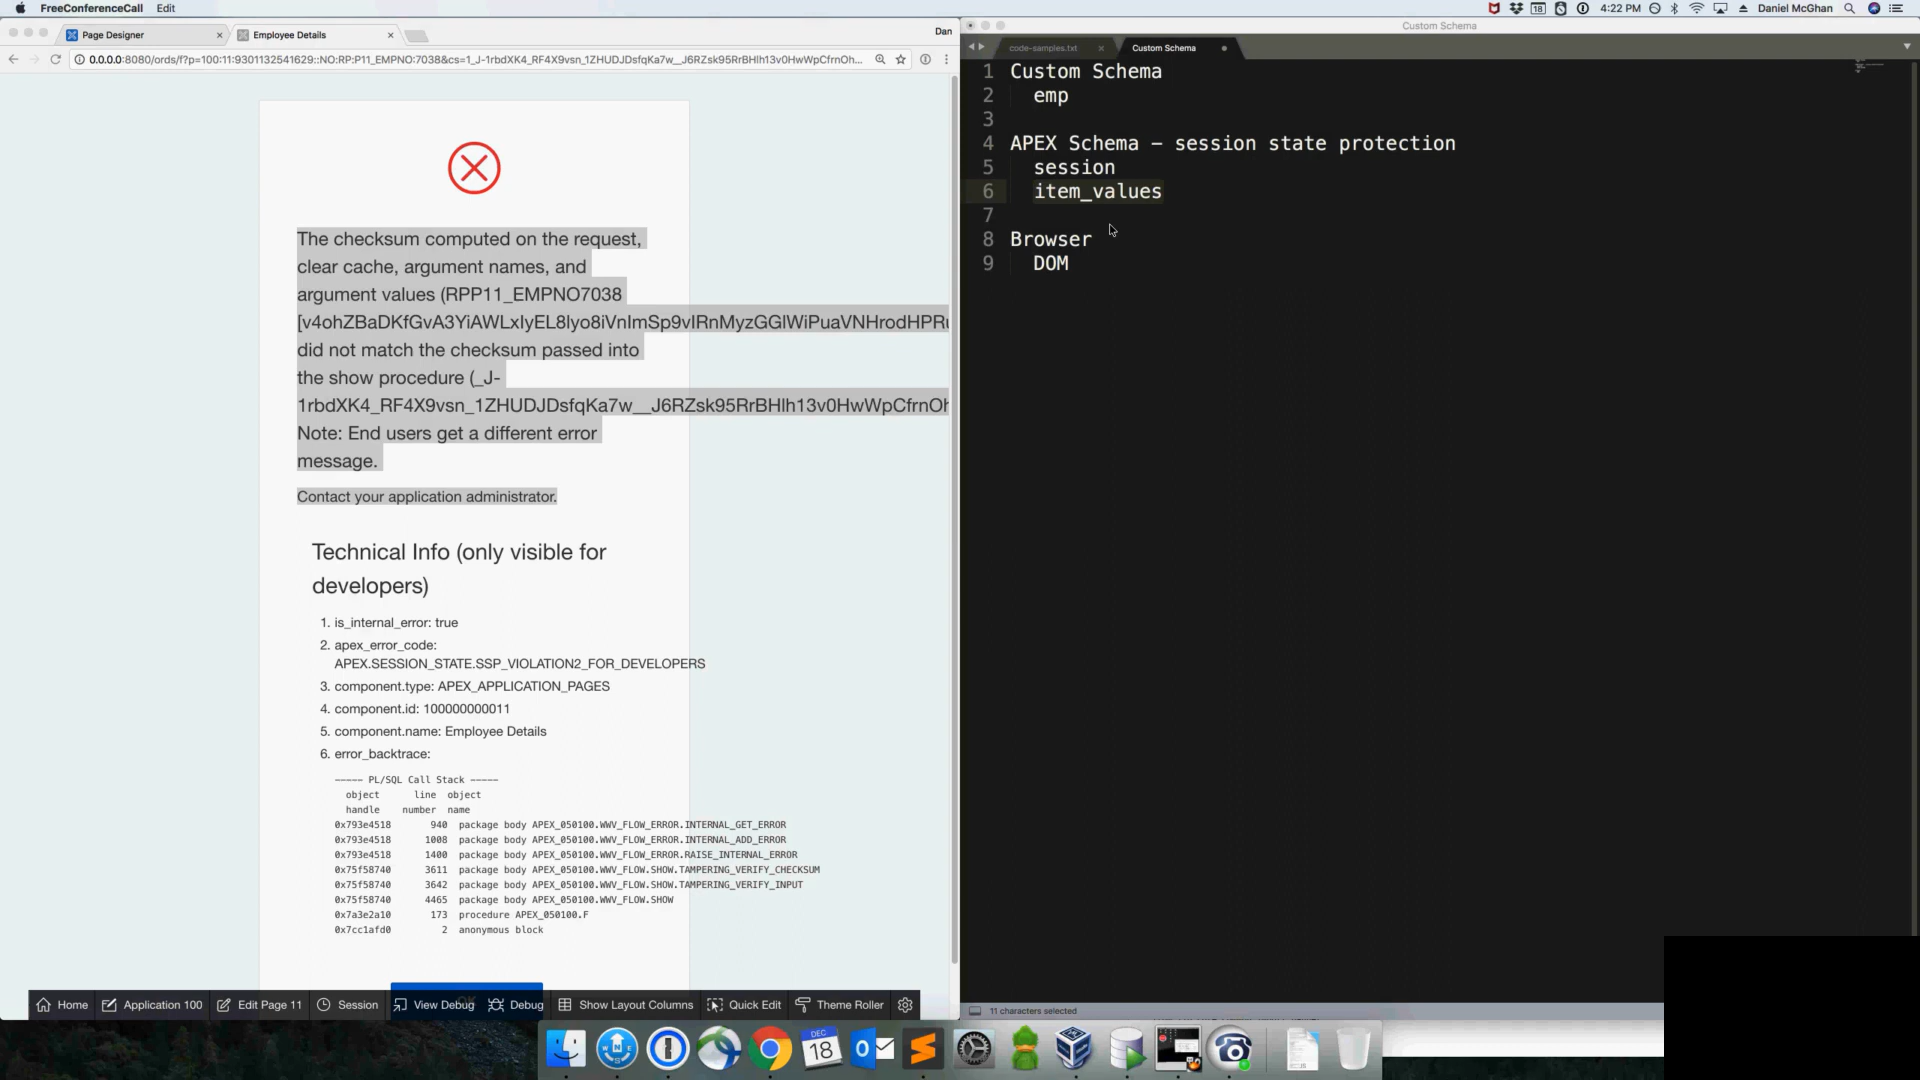 FreeConferenceCall Edit
18 4:22 PM Daniel McGhan
Page Designer
Employee Details
Dan
0.0.0.0:8080/ords/f?p=100:11:9301132541629::NO:RP:P11_EMPNO:7038&cs=1_J-1rbdXK4_RF4X9vsn_1ZHUDJDsfqKa7w__J6RZsk95RrBHlh13v0HwWpCfrnOh...
The checksum computed on the request,
clear cache, argument names, and
argument values (RPP11_EMPNO7038
[v4ohZBaDKfGvA3YiAWLxIyEL8lyo8iVnImSp9vIRnMyzGGlWiPuaVNHrodHPRu
did not match the checksum passed into
the show procedure (_J-
1rbdXK4_RF4X9vsn_1ZHUDJDsfqKa7w__J6RZsk95RrBHlh13v0HwWpCfrnOh
Note: End users get a different error
message.
Contact your application administrator.
Technical Info (only visible for
developers)
1. is_internal_error: true
2. apex_error_code:
APEX.SESSION_STATE.SSP_VIOLATION2_FOR_DEVELOPERS
3. component.type: APEX_APPLICATION_PAGES
4. component.id: 100000000011
5. component.name: Employee Details
6. error_backtrace:
----- PL/SQL Call Stack -----
object line object
handle number name
0x793e4518 940 package body APEX_050100.WWV_FLOW_ERROR.INTERNAL_GET_ERROR
0x793e4518 1008 package body APEX_050100.WWV_FLOW_ERROR.INTERNAL_ADD_ERROR
0x793e4518 1400 package body APEX_050100.WWV_FLOW_ERROR.RAISE_INTERNAL_ERROR
0x75f58740 3611 package body APEX_050100.WWV_FLOW.SHOW.TAMPERING_VERIFY_CHECKSUM
0x75f58740 3642 package body APEX_050100.WWV_FLOW.SHOW.TAMPERING_VERIFY_INPUT
0x75f58740 4465 package body APEX_050100.WWV_FLOW.SHOW
0x7a3e2a10 173 procedure APEX_050100.F
0x7cc1afd0 2 anonymous block
Home Application 100 Edit Page 11 Session View Debug Debug Show Layout Columns Quick Edit Theme Roller
Custom Schema
code-samples.txt
Custom Schema
1 Custom Schema
2 emp
3
4 APEX Schema - session state protection
5 session
6 item_values
7
8 Browser
9 DOM
11 characters selected
DEC
18